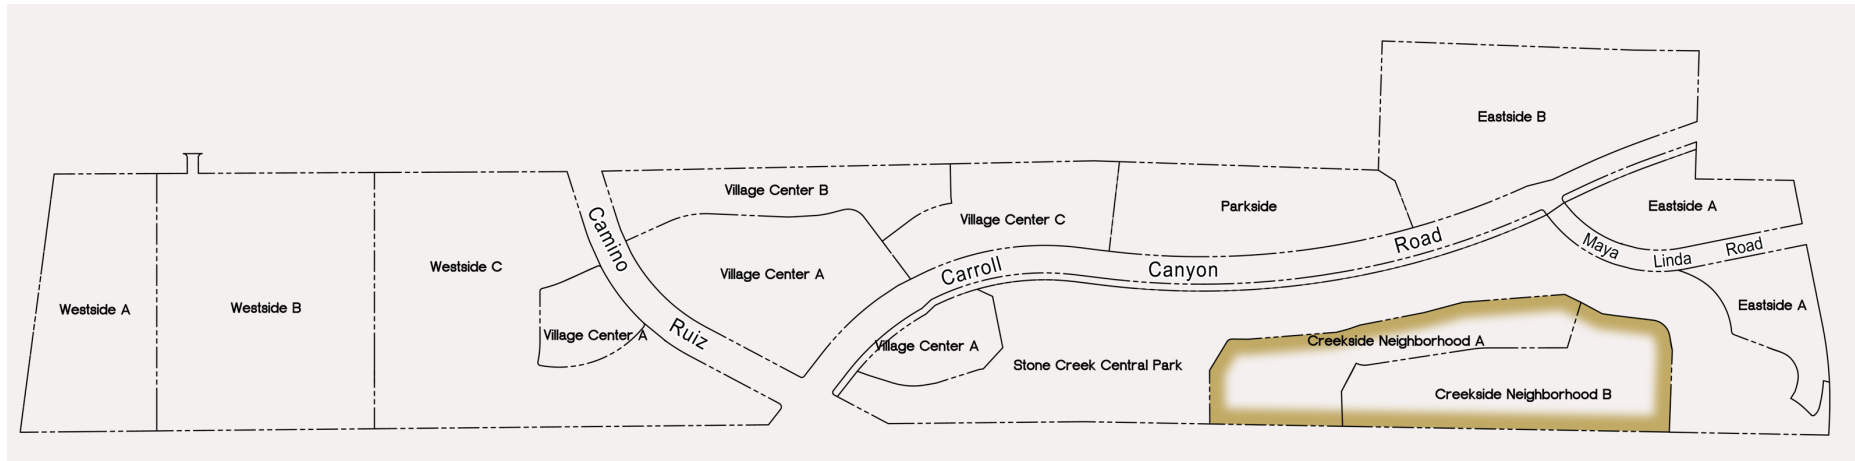 Eastside B
Village Center B
Parkside
Eastside A
Village Center C
Camino
Road
Maya
Linda
Road
Westside C
Village Center A
Carroll
Canyon
Westside A
Westside B
Eastside A
Village Center A
Ruiz
Village Center A
Creekside Neighborhood A
Stone Creek Central Park
Creekside Neighborhood B